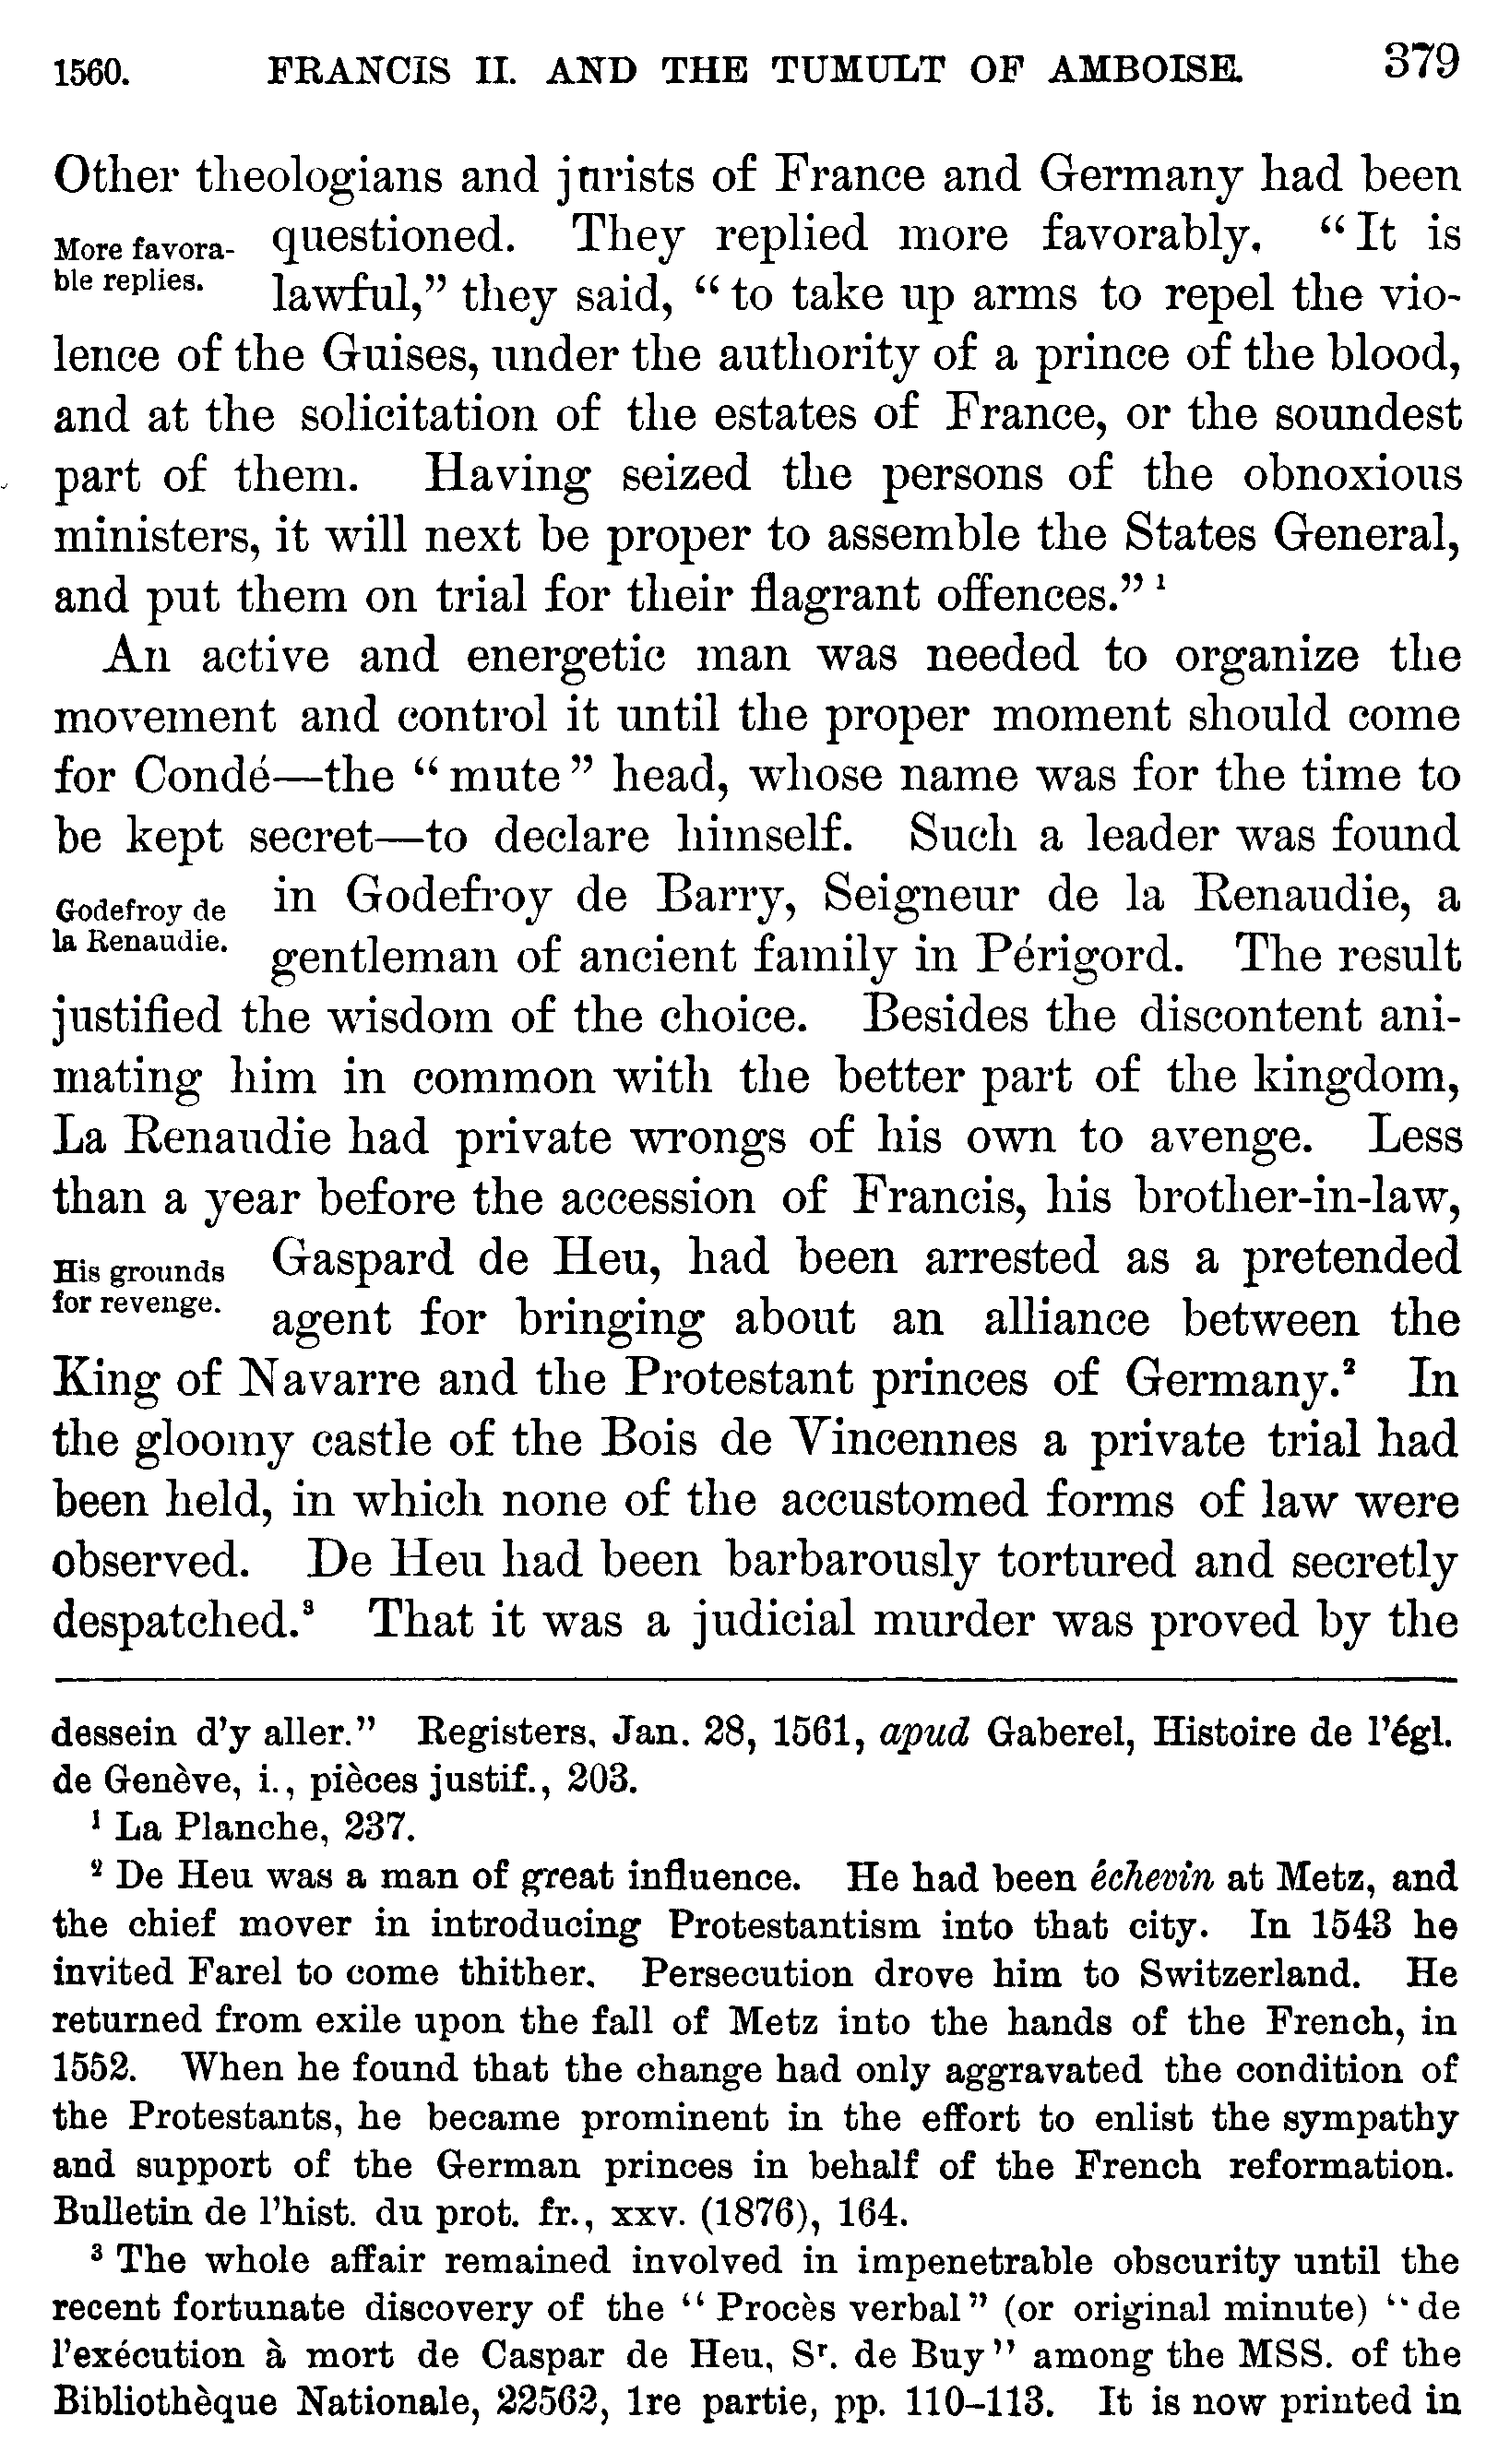 1560. FRANCIS II. AND THE TUMULT OF AMBOISE. 379
Other theologians and jurists of France and Germany had been
More favora-
ble replies.
questioned. They replied more favorably. “It is
lawful,” they said, “to take up arms to repel the vio-
lence of the Guises, under the authority of a prince of the blood,
and at the solicitation of the estates of France, or the soundest
part of them. Having seized the persons of the obnoxious
ministers, it will next be proper to assemble the States General,
and put them on trial for their flagrant offences.” ¹
An active and energetic man was needed to organize the
movement and control it until the proper moment should come
for Condé—the “mute” head, whose name was for the time to
be kept secret—to declare himself. Such a leader was found
Godefroy de
la Renaudie.
in Godefroy de Barry, Seigneur de la Renaudie, a
gentleman of ancient family in Périgord. The result
justified the wisdom of the choice. Besides the discontent ani-
mating him in common with the better part of the kingdom,
La Renaudie had private wrongs of his own to avenge. Less
than a year before the accession of Francis, his brother-in-law,
His grounds
for revenge.
Gaspard de Heu, had been arrested as a pretended
agent for bringing about an alliance between the
King of Navarre and the Protestant princes of Germany.² In
the gloomy castle of the Bois de Vincennes a private trial had
been held, in which none of the accustomed forms of law were
observed. De Heu had been barbarously tortured and secretly
despatched.³ That it was a judicial murder was proved by the
dessein d’y aller.” Registers, Jan. 28, 1561, apud Gaberel, Histoire de l’égl.
de Genève, i., pièces justif., 203.
¹ La Planche, 237.
² De Heu was a man of great influence. He had been échevin at Metz, and
the chief mover in introducing Protestantism into that city. In 1543 he
invited Farel to come thither. Persecution drove him to Switzerland. He
returned from exile upon the fall of Metz into the hands of the French, in
1552. When he found that the change had only aggravated the condition of
the Protestants, he became prominent in the effort to enlist the sympathy
and support of the German princes in behalf of the French reformation.
Bulletin de l’hist. du prot. fr., xxv. (1876), 164.
³ The whole affair remained involved in impenetrable obscurity until the
recent fortunate discovery of the “Procès verbal” (or original minute) “de
l’exécution à mort de Caspar de Heu, Sʳ. de Buy” among the MSS. of the
Bibliothèque Nationale, 22562, 1re partie, pp. 110–113. It is now printed in